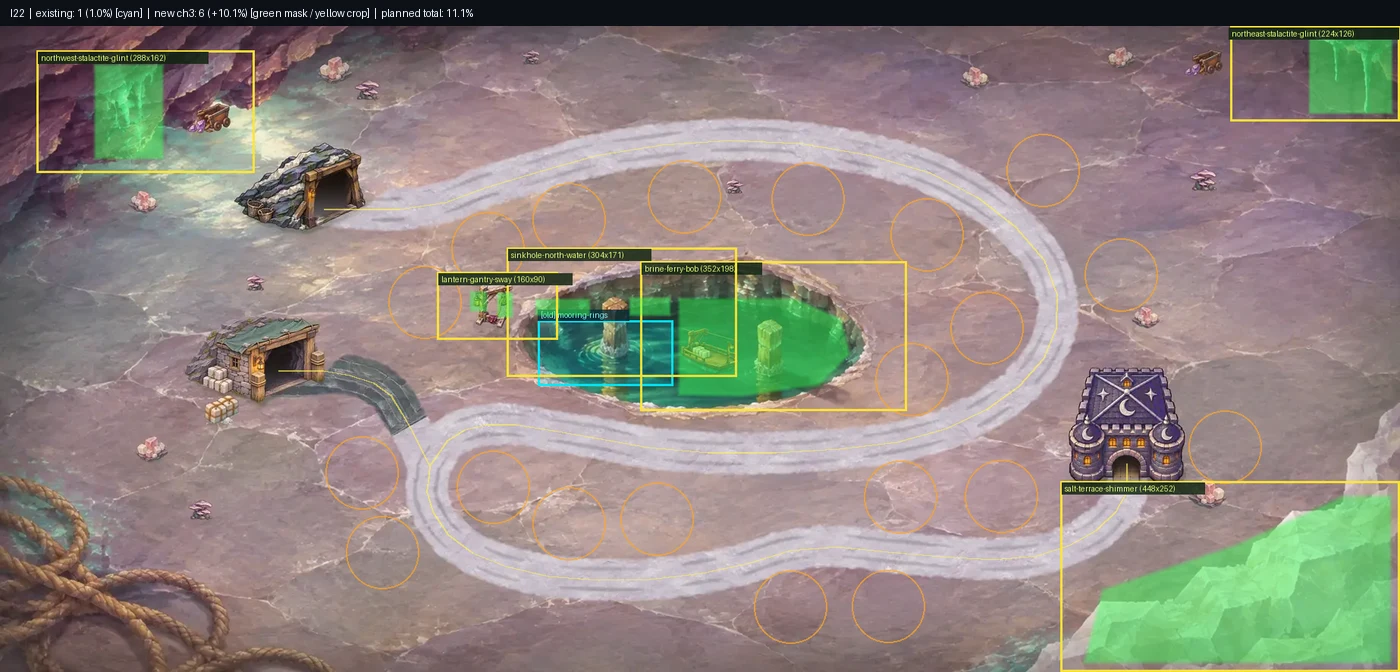 l22 | existing: 1 (1.0%) [cyan] | new ch3: 6 (+10.1%) [green mask / yellow crop] | planned total: 11.1%
northeast-stalactite-glint (224x126)
northwest-stalactite-glint (288x162)
sinkhole-north-water (304x171)
brine-ferry-bob (352x198)
lantern-gantry-sway (160x90)
[old] mooring-rings
salt-terrace-shimmer (448x252)